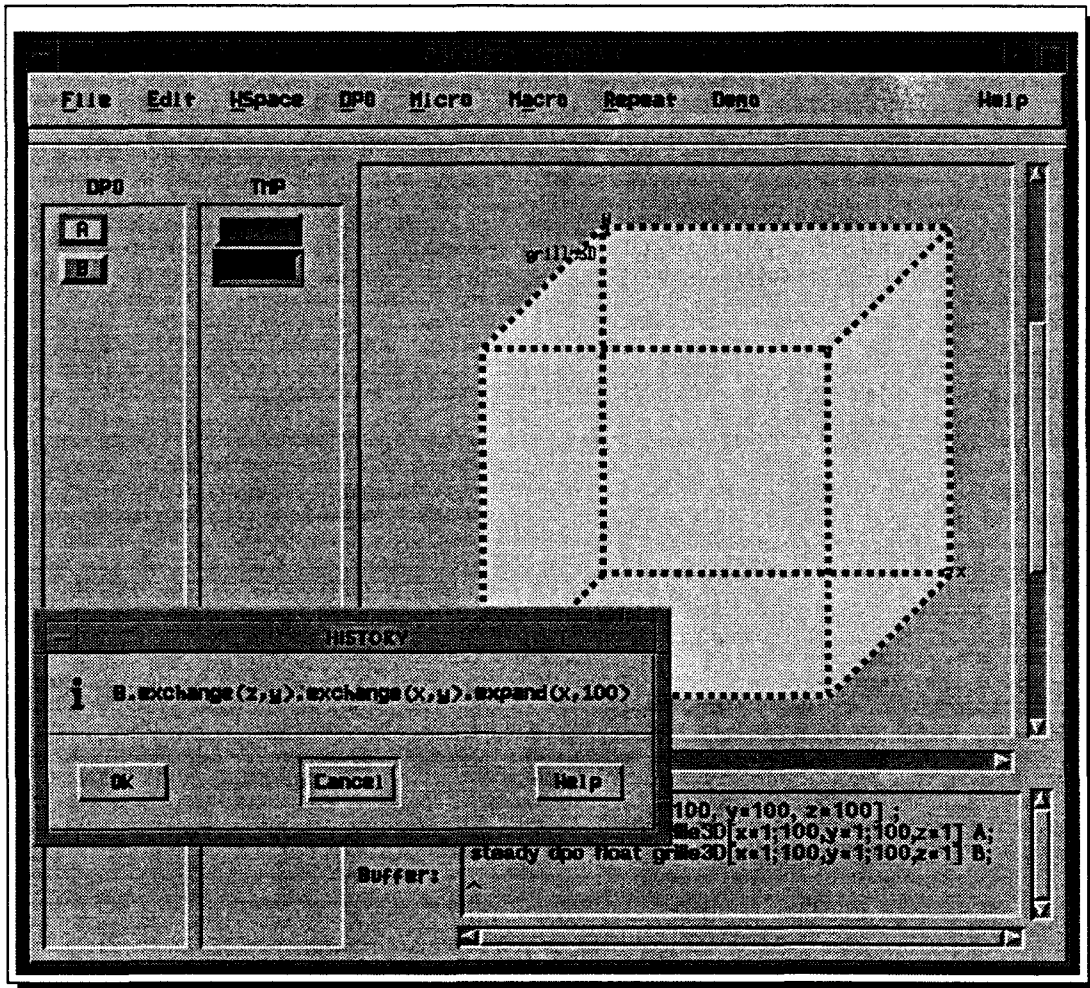 File Edit HSpace DPO Micro Macro Repeat Demo Help
DPO TMP
A
B
y
grille3D
x
HISTORY
i B.exchange(z,y).exchange(x,y).expand(x,100)
OK Cancel Help
100, y=100, z=100] ;
grille3D[x=1:100,y=1:100,z=1] A;
steady dpo float grille3D[x=1:100,y=1:100,z=1] B;
Buffer:
^